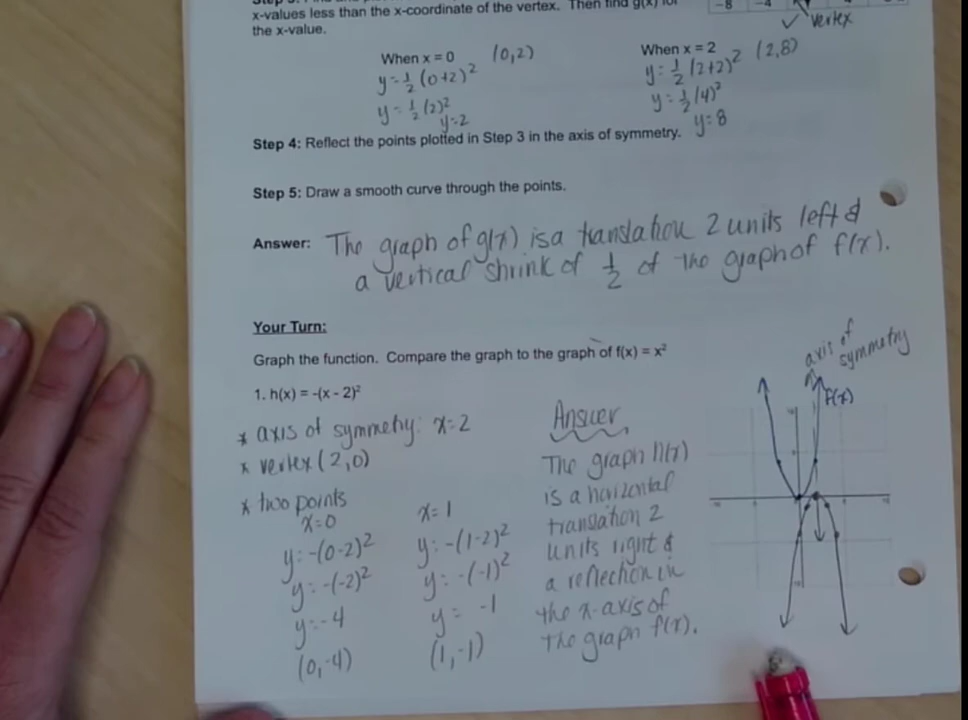 x-values less than the x-coordinate of the vertex. Then find g(x) for
the x-value.
-8 -4
✓ vertex
When x = 0 (0,2)
y = 1/2 (0+2)²
y = 1/2 (2)²
y=2
When x = 2 (2,8)
y = 1/2 (2+2)²
y = 1/2 (4)²
y = 8
Step 4: Reflect the points plotted in Step 3 in the axis of symmetry.
Step 5: Draw a smooth curve through the points.
Answer: The graph of g(x) is a translation 2 units left &
a vertical shrink of 1/2 of the graph of f(x).
Your Turn:
Graph the function. Compare the graph to the graph of f(x) = x²
1. h(x) = -(x - 2)²
* axis of symmetry: x=2
* vertex (2,0)
* two points
x=0
y=-(0-2)²
y=-(-2)²
y=-4
(0,-4)
x=1
y=-(1-2)²
y=-(-1)²
y= -1
(1,-1)
Answer
The graph h(x)
is a horizontal
translation 2
units right &
a reflection in
the x-axis of
the graph f(x).
axis of
symmetry
f(x)